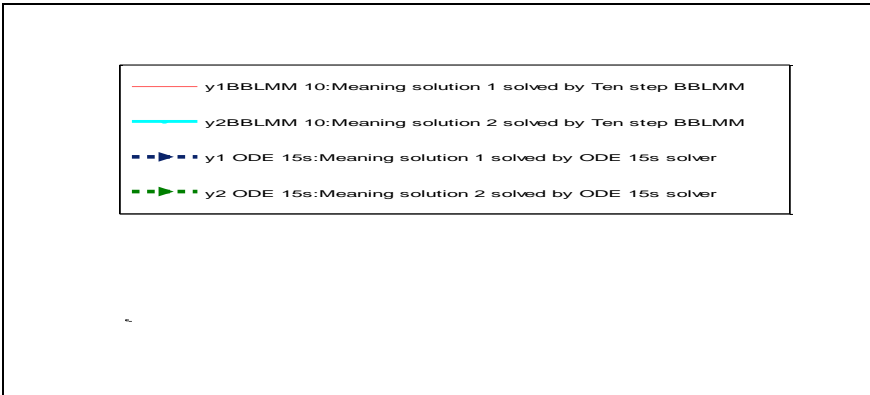 y1BBLMM 10:Meaning solution 1 solved by Ten step BBLMM
y2BBLMM 10:Meaning solution 2 solved by Ten step BBLMM
y1 ODE 15s:Meaning solution 1 solved by ODE 15s solver
y2 ODE 15s:Meaning solution 2 solved by ODE 15s solver